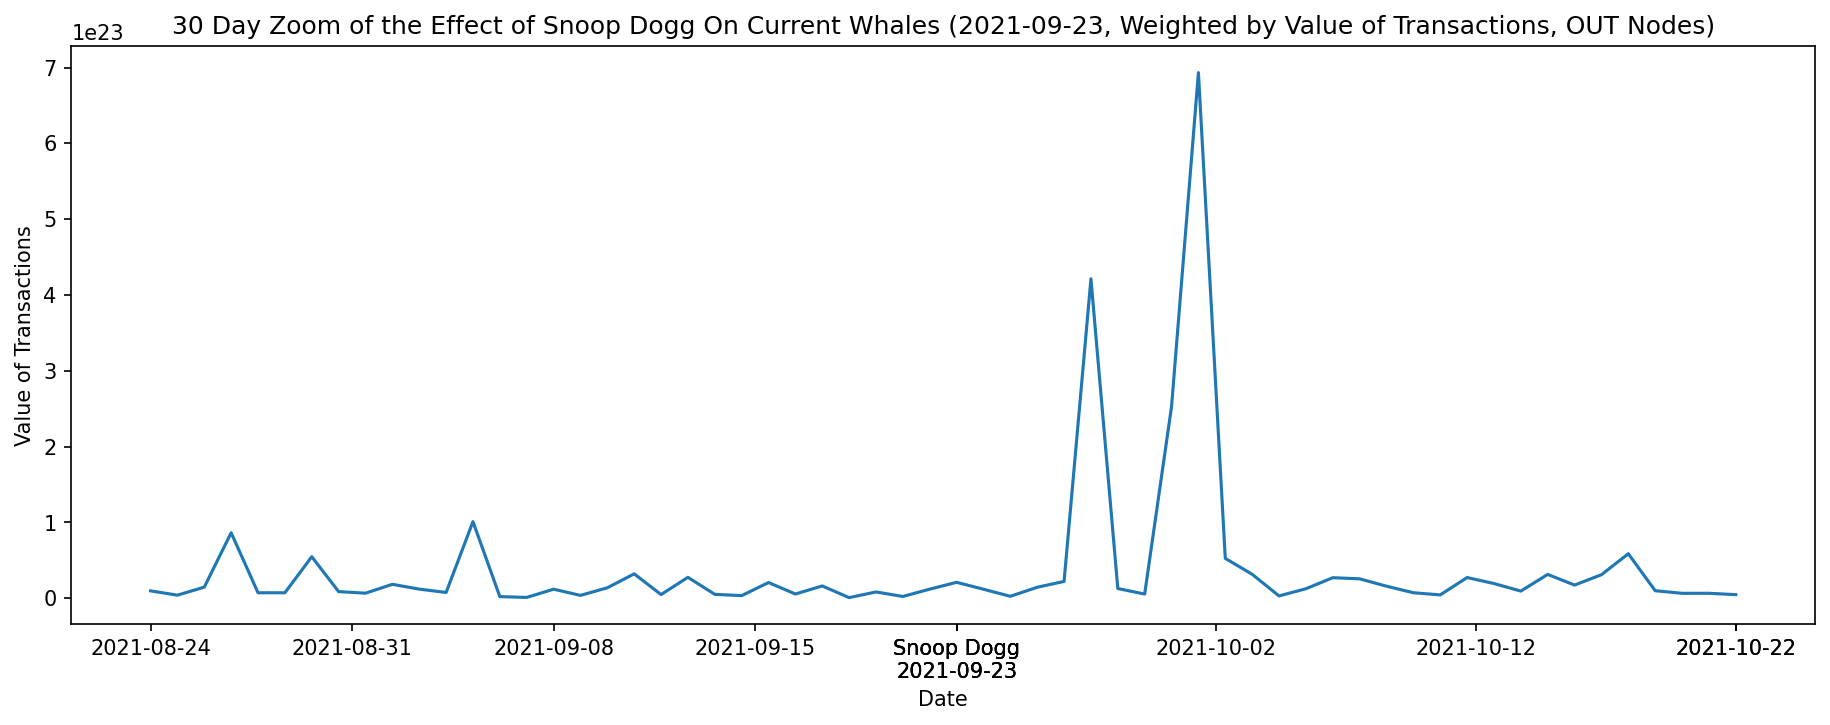 30 Day Zoom of the Effect of Snoop Dogg On Current Whales (2021-09-23, Weighted by Value of Transactions, OUT Nodes)
1e23
7
6
5
4
3
2
1
0
Value of Transactions
2021-08-24 2021-08-31 2021-09-08 2021-09-15 Snoop Dogg 2021-10-02 2021-10-12 2021-10-22
2021-09-23
Date